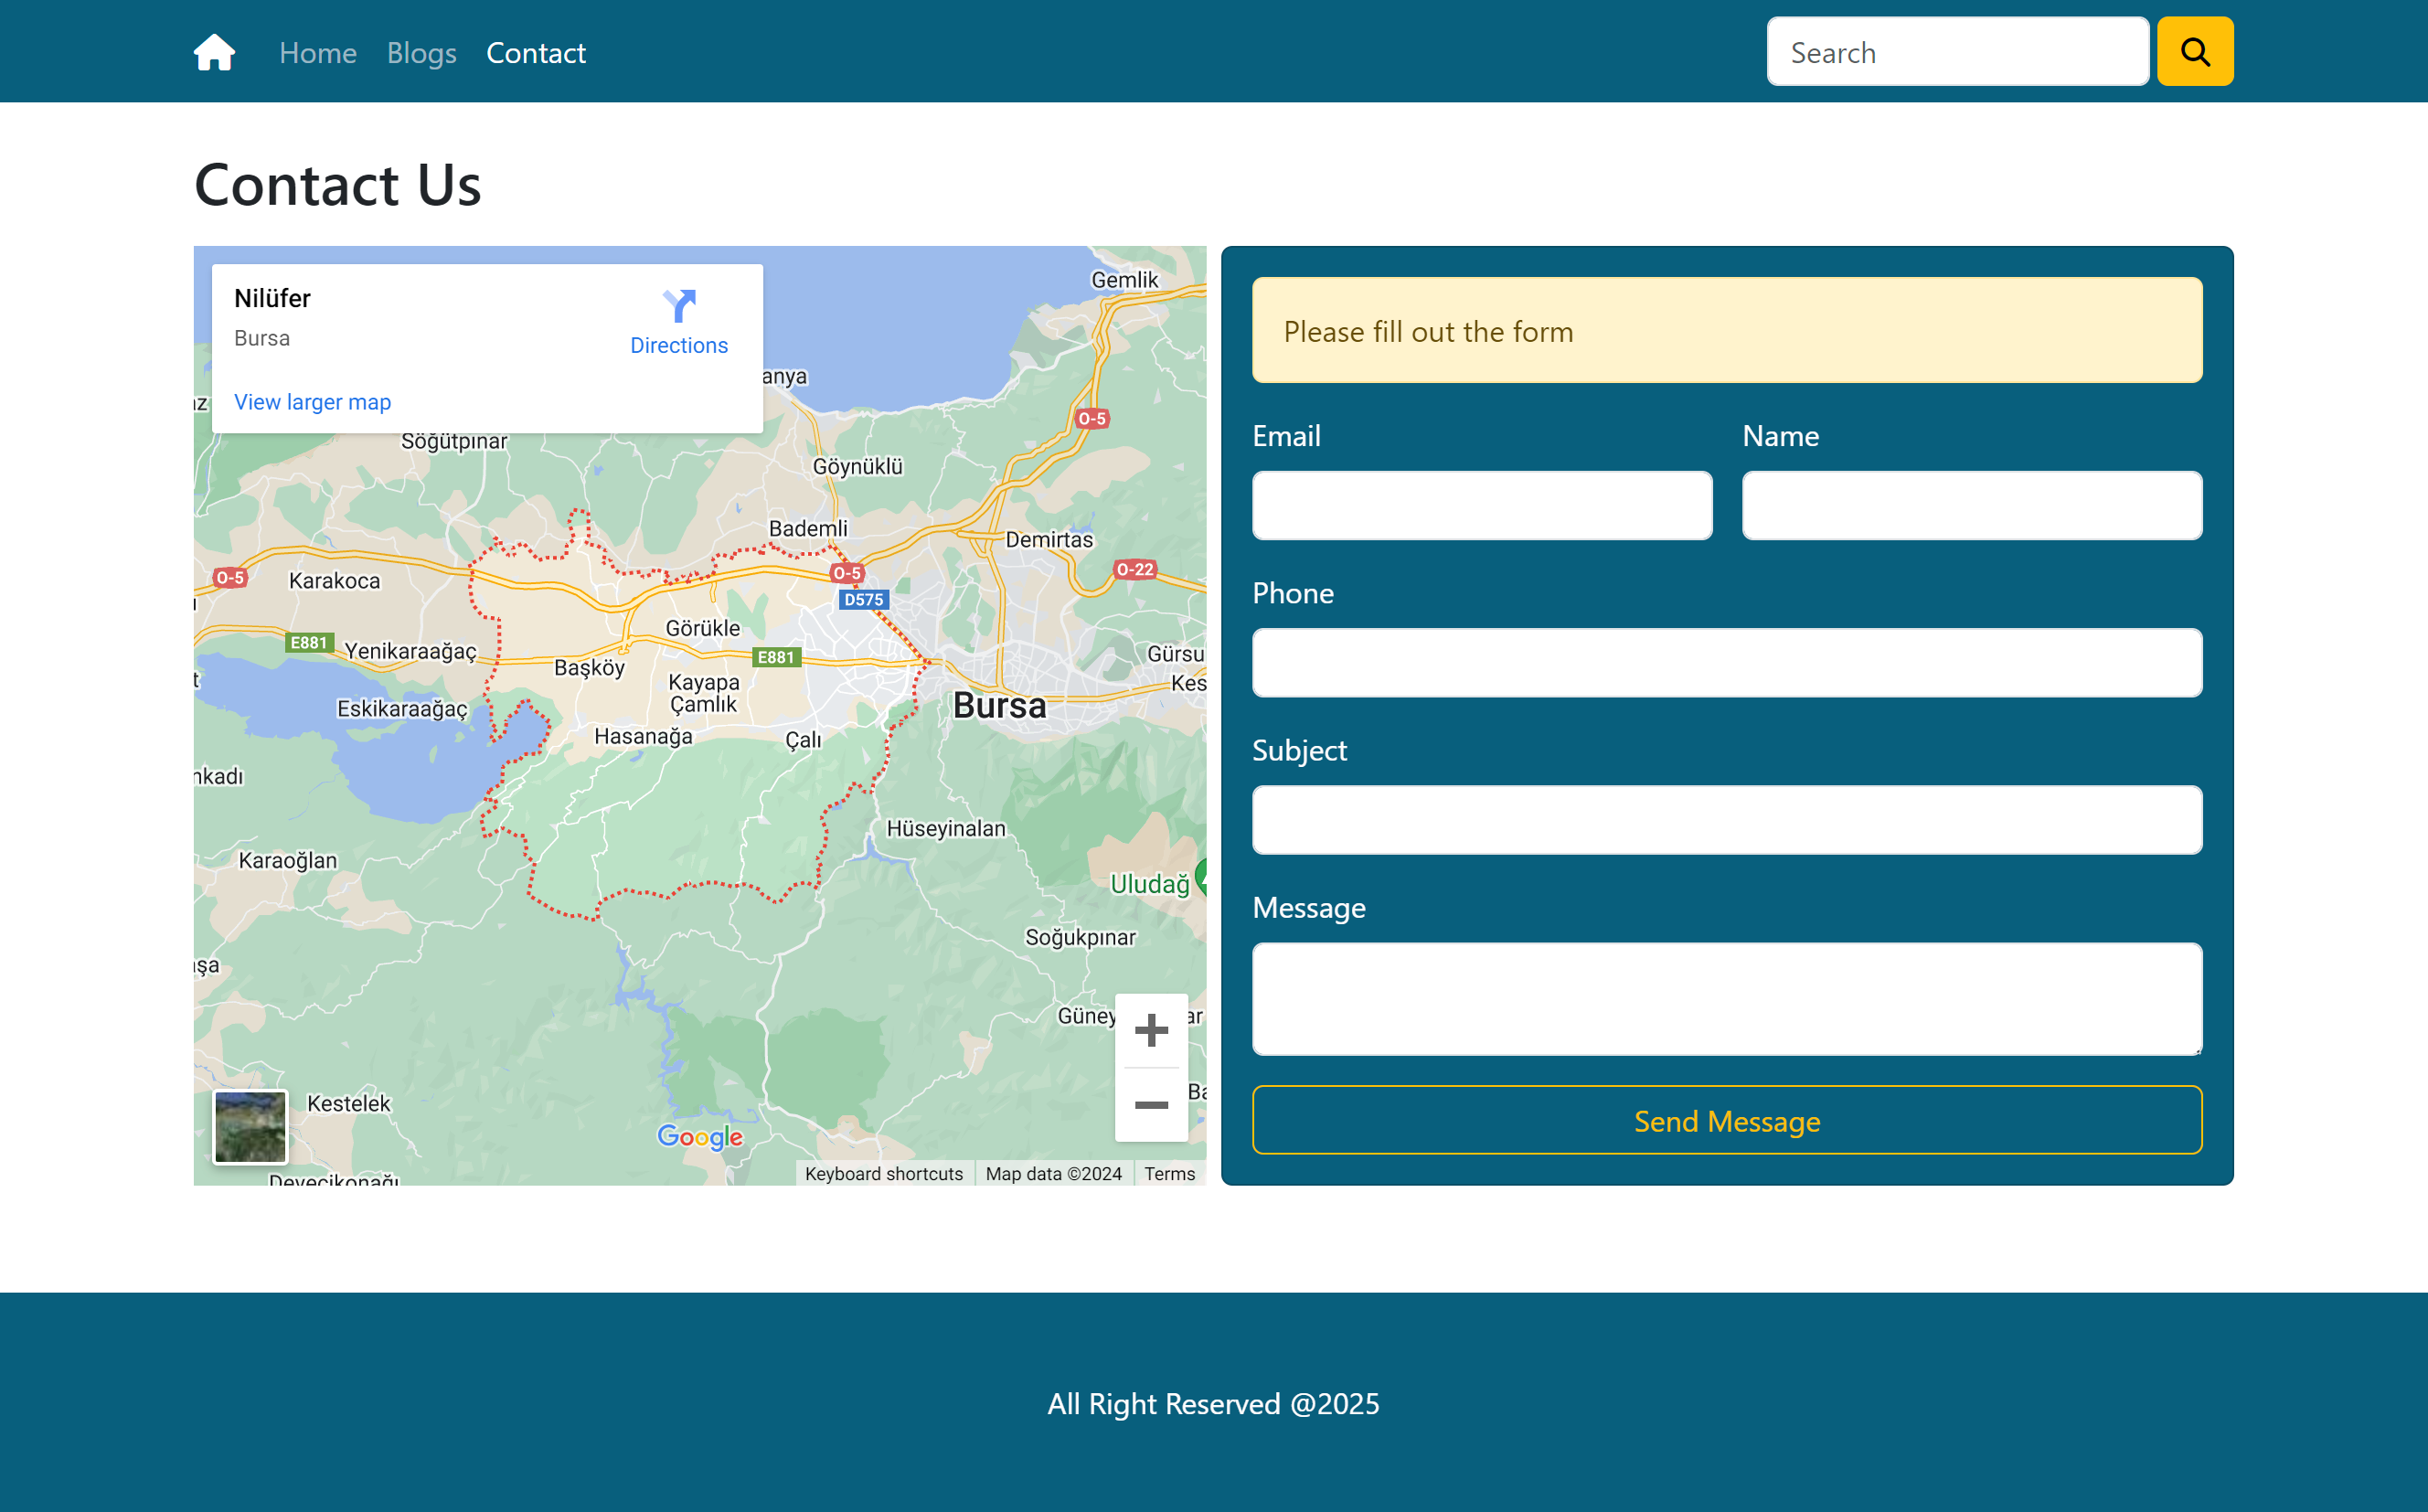 Home Blogs Contact
Search
Contact Us
Nilüfer
Bursa
Directions
View larger map
Gemlik
anya
O-5
Söğütpınar
Göynüklü
Bademli
Demirtas
O-5
Karakoca
O-5
O-22
D575
Görükle
E881
Yenikaraağaç
Başköy
E881
Gürsu
Kes
Kayapa
Çamlık
Eskikaraağaç
Bursa
Hasanağa
Çalı
nkadı
Hüseyinalan
Karaoğlan
Uludağ
Soğukpınar
aşa
Güney
ar
Kestelek
Ba
Google
Devecikonağı
Keyboard shortcuts Map data ©2024 Terms
Please fill out the form
Email Name
Phone
Subject
Message
Send Message
All Right Reserved @2025